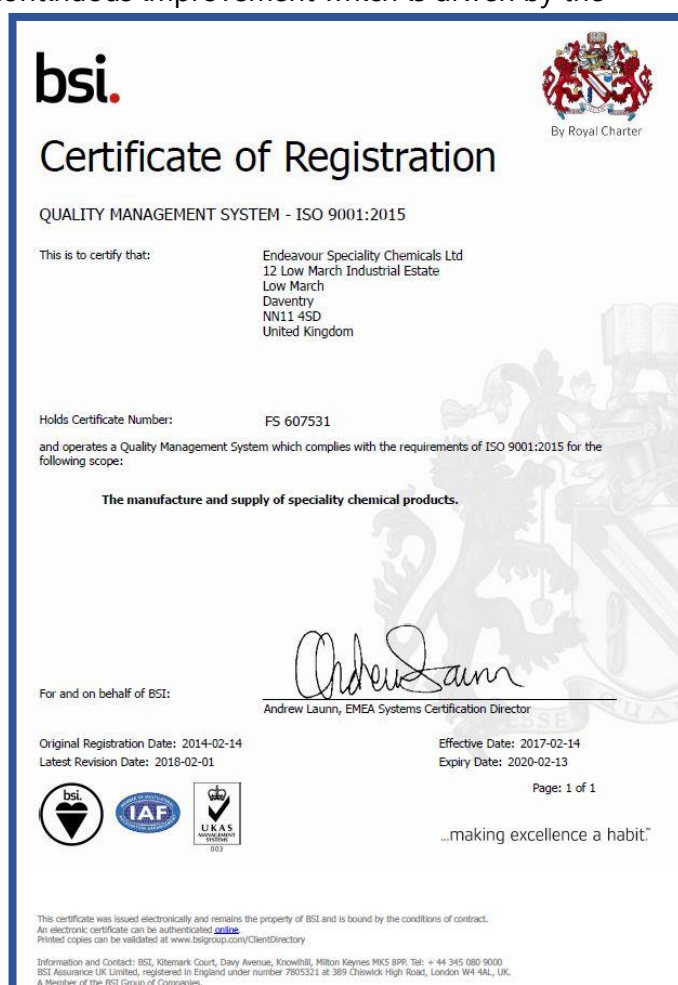 continuous improvement which is driven by the
bsi.
By Royal Charter
Certificate of Registration
QUALITY MANAGEMENT SYSTEM - ISO 9001:2015
This is to certify that:
Endeavour Speciality Chemicals Ltd
12 Low March Industrial Estate
Low March
Daventry
NN11 4SD
United Kingdom
Holds Certificate Number:
FS 607531
and operates a Quality Management System which complies with the requirements of ISO 9001:2015 for the
following scope:
The manufacture and supply of speciality chemical products.
For and on behalf of BSI:
Andrew Launn, EMEA Systems Certification Director
Original Registration Date: 2014-02-14
Effective Date: 2017-02-14
Latest Revision Date: 2018-02-01
Expiry Date: 2020-02-13
Page: 1 of 1
bsi.
IAF
UKAS
MANAGEMENT
SYSTEMS
003
...making excellence a habit.™
This certificate was issued electronically and remains the property of BSI and is bound by the conditions of contract.
An electronic certificate can be authenticated online.
Printed copies can be validated at www.bsigroup.com/ClientDirectory
Information and Contact: BSI, Kitemark Court, Davy Avenue, Knowlhill, Milton Keynes MK5 8PP. Tel: + 44 345 080 9000
BSI Assurance UK Limited, registered in England under number 7805321 at 389 Chiswick High Road, London W4 4AL, UK.
A Member of the BSI Group of Companies.